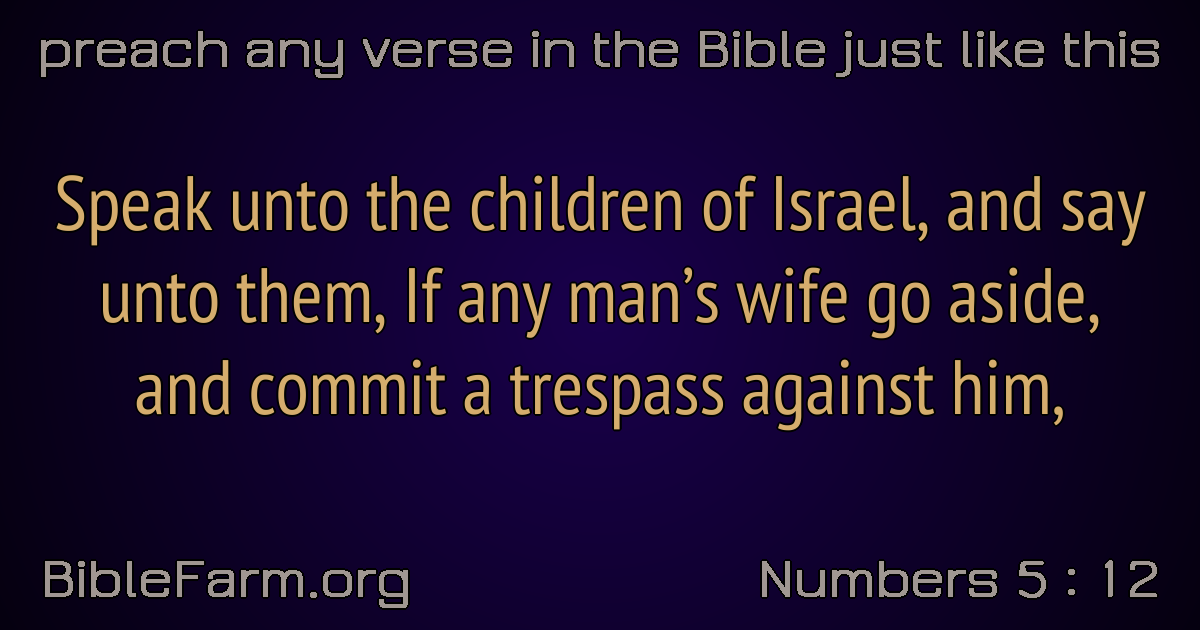 preach any verse in the Bible just like this
Speak unto the children of Israel, and say
unto them, If any man’s wife go aside,
and commit a trespass against him,
BibleFarm.org
Numbers 5 : 12